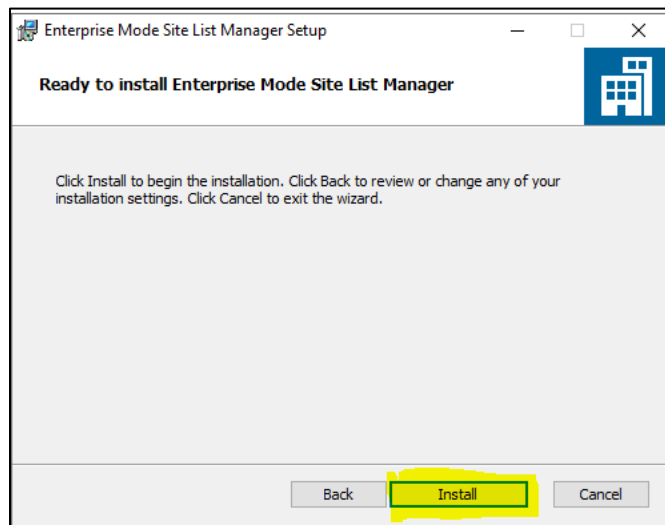 Enterprise Mode Site List Manager Setup
Ready to install Enterprise Mode Site List Manager
Click Install to begin the installation. Click Back to review or change any of your
installation settings. Click Cancel to exit the wizard.
Back Install Cancel